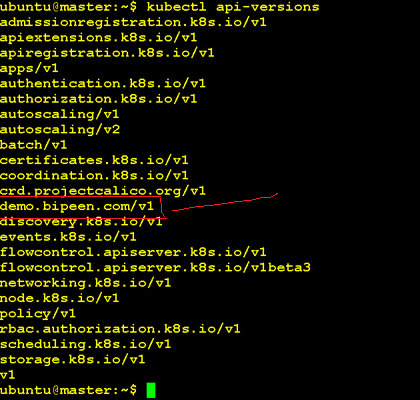 ubuntu@master:~$ kubectl api-versions
admissionregistration.k8s.io/v1
apiextensions.k8s.io/v1
apiregistration.k8s.io/v1
apps/v1
authentication.k8s.io/v1
authorization.k8s.io/v1
autoscaling/v1
autoscaling/v2
batch/v1
certificates.k8s.io/v1
coordination.k8s.io/v1
crd.projectcalico.org/v1
demo.bipeen.com/v1
discovery.k8s.io/v1
events.k8s.io/v1
flowcontrol.apiserver.k8s.io/v1
flowcontrol.apiserver.k8s.io/v1beta3
networking.k8s.io/v1
node.k8s.io/v1
policy/v1
rbac.authorization.k8s.io/v1
scheduling.k8s.io/v1
storage.k8s.io/v1
v1
ubuntu@master:~$